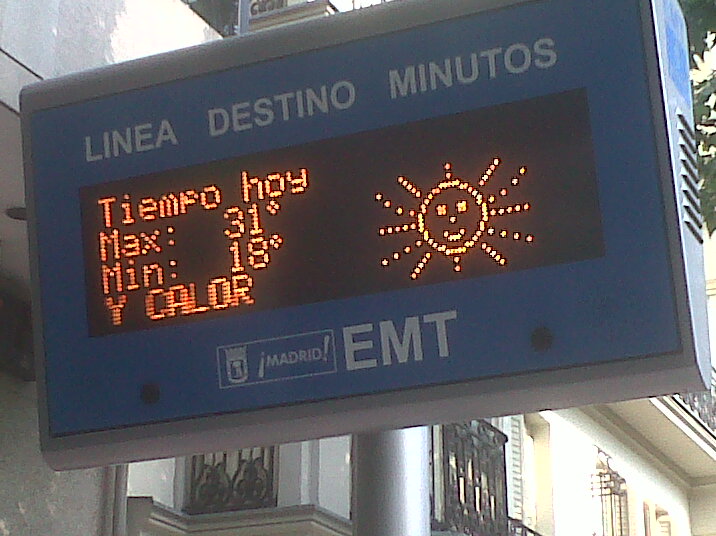 LINEA DESTINO MINUTOS
Tiempo hoy
Max: 31°
Min: 18°
Y CALOR
¡MADRID! EMT